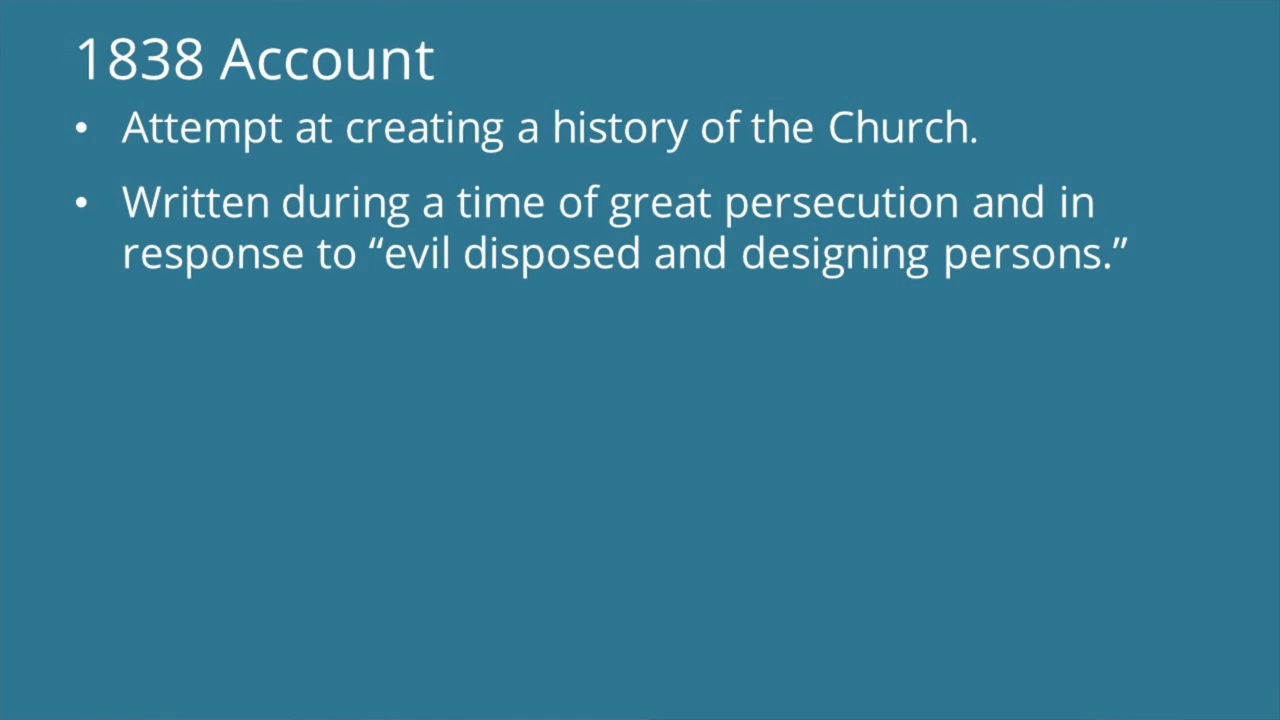 1838 Account
• Attempt at creating a history of the Church.
• Written during a time of great persecution and in
response to “evil disposed and designing persons.”